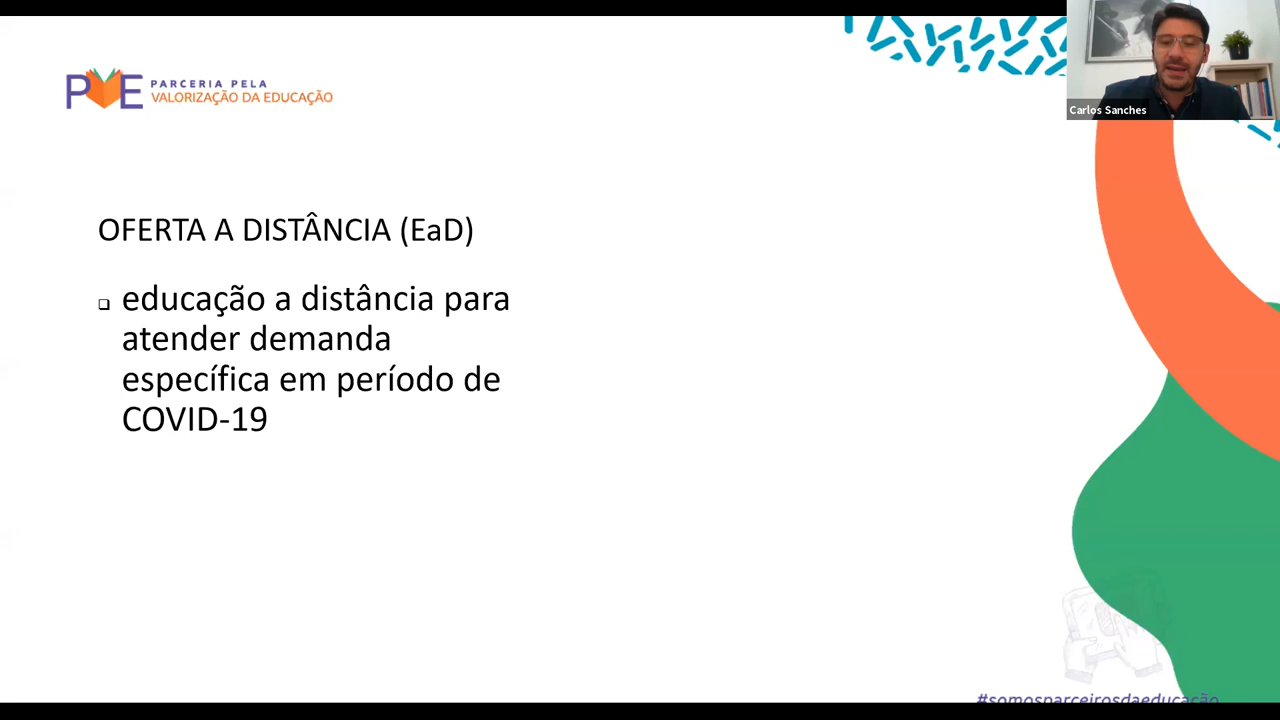 PVE PARCERIA PELA
VALORIZAÇÃO DA EDUCAÇÃO
Carlos Sanches
OFERTA A DISTÂNCIA (EaD)
❑ educação a distância para
atender demanda
específica em período de
COVID-19
#somosparceirosdaeducação